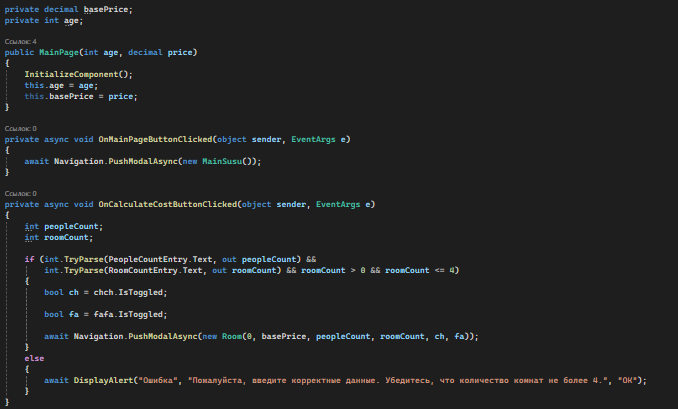 private decimal basePrice;
private int age;
Ссылок: 4
public MainPage(int age, decimal price)
{
InitializeComponent();
this.age = age;
this.basePrice = price;
}
Ссылок: 0
private async void OnMainPageButtonClicked(object sender, EventArgs e)
{
await Navigation.PushModalAsync(new MainSusu());
}
Ссылок: 0
private async void OnCalculateCostButtonClicked(object sender, EventArgs e)
{
int peopleCount;
int roomCount;
if (int.TryParse(PeopleCountEntry.Text, out peopleCount) &&
int.TryParse(RoomCountEntry.Text, out roomCount) && roomCount > 0 && roomCount <= 4)
{
bool ch = chch.IsToggled;
bool fa = fafa.IsToggled;
await Navigation.PushModalAsync(new Room(0, basePrice, peopleCount, roomCount, ch, fa));
}
else
{
await DisplayAlert("Ошибка", "Пожалуйста, введите корректные данные. Убедитесь, что количество комнат не более 4.", "OK");
}
}